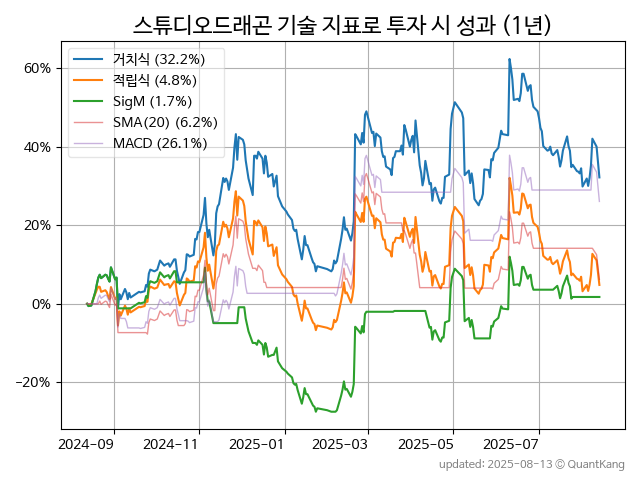 스튜디오드래곤 기술 지표로 투자 시 성과 (1년)
거치식 (32.2%)
적립식 (4.8%)
SigM (1.7%)
SMA(20) (6.2%)
MACD (26.1%)
60%
40%
20%
0%
−20%
2024-09 2024-11 2025-01 2025-03 2025-05 2025-07
updated: 2025-08-13 © QuantKang